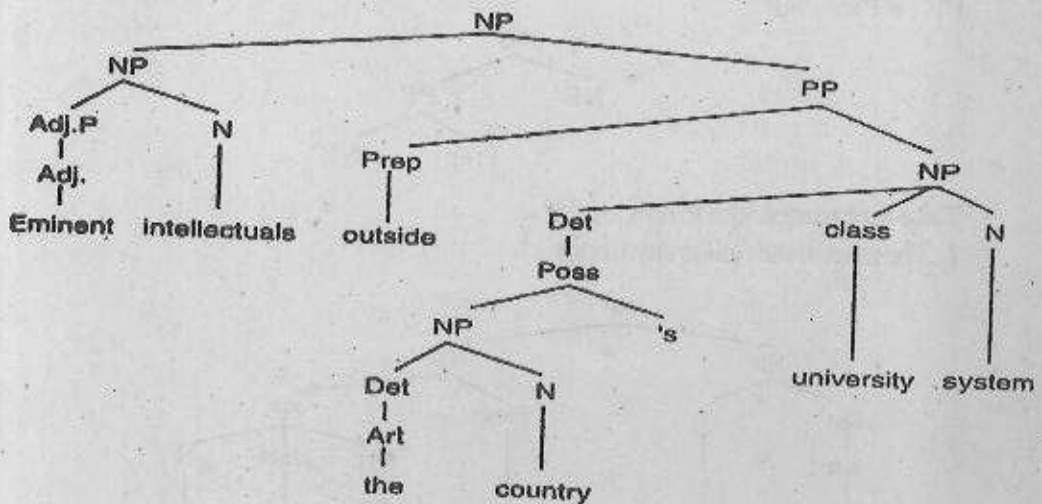 NP
NP PP
Adj.P N Prep NP
Adj. Det class N
Eminent intellectuals outside Poss
NP 's
Det N university system
Art
the country